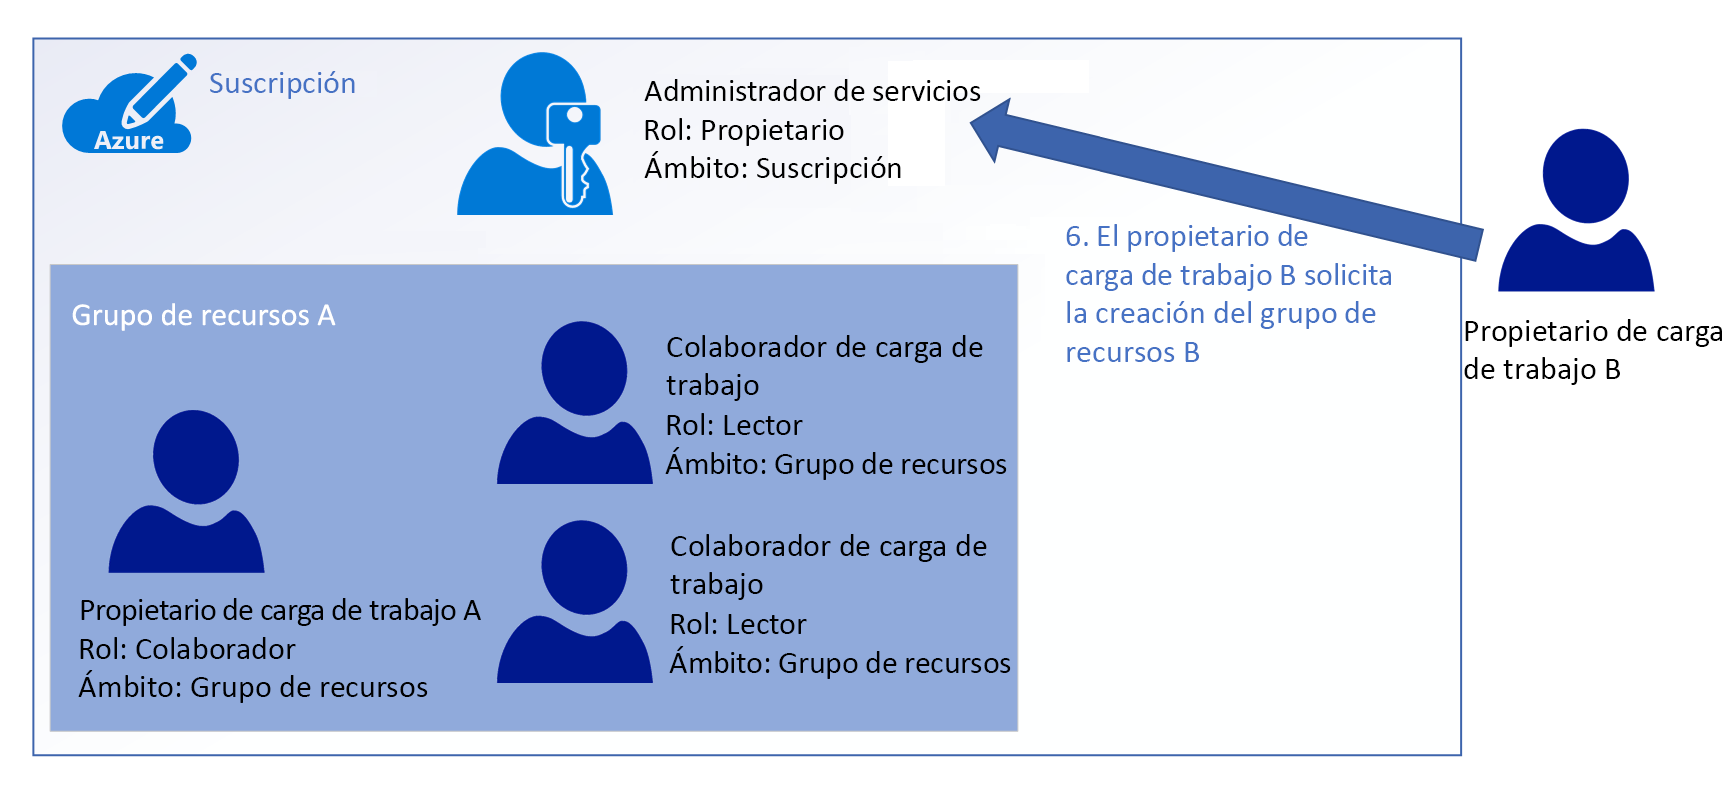 Azure
Suscripción
Administrador de servicios
Rol: Propietario
Ámbito: Suscripción
6. El propietario de
carga de trabajo B solicita
la creación del grupo de
recursos B
Propietario de carga
de trabajo B
Grupo de recursos A
Colaborador de carga de
trabajo
Rol: Lector
Ámbito: Grupo de recursos
Colaborador de carga de
trabajo
Rol: Lector
Ámbito: Grupo de recursos
Propietario de carga de trabajo A
Rol: Colaborador
Ámbito: Grupo de recursos